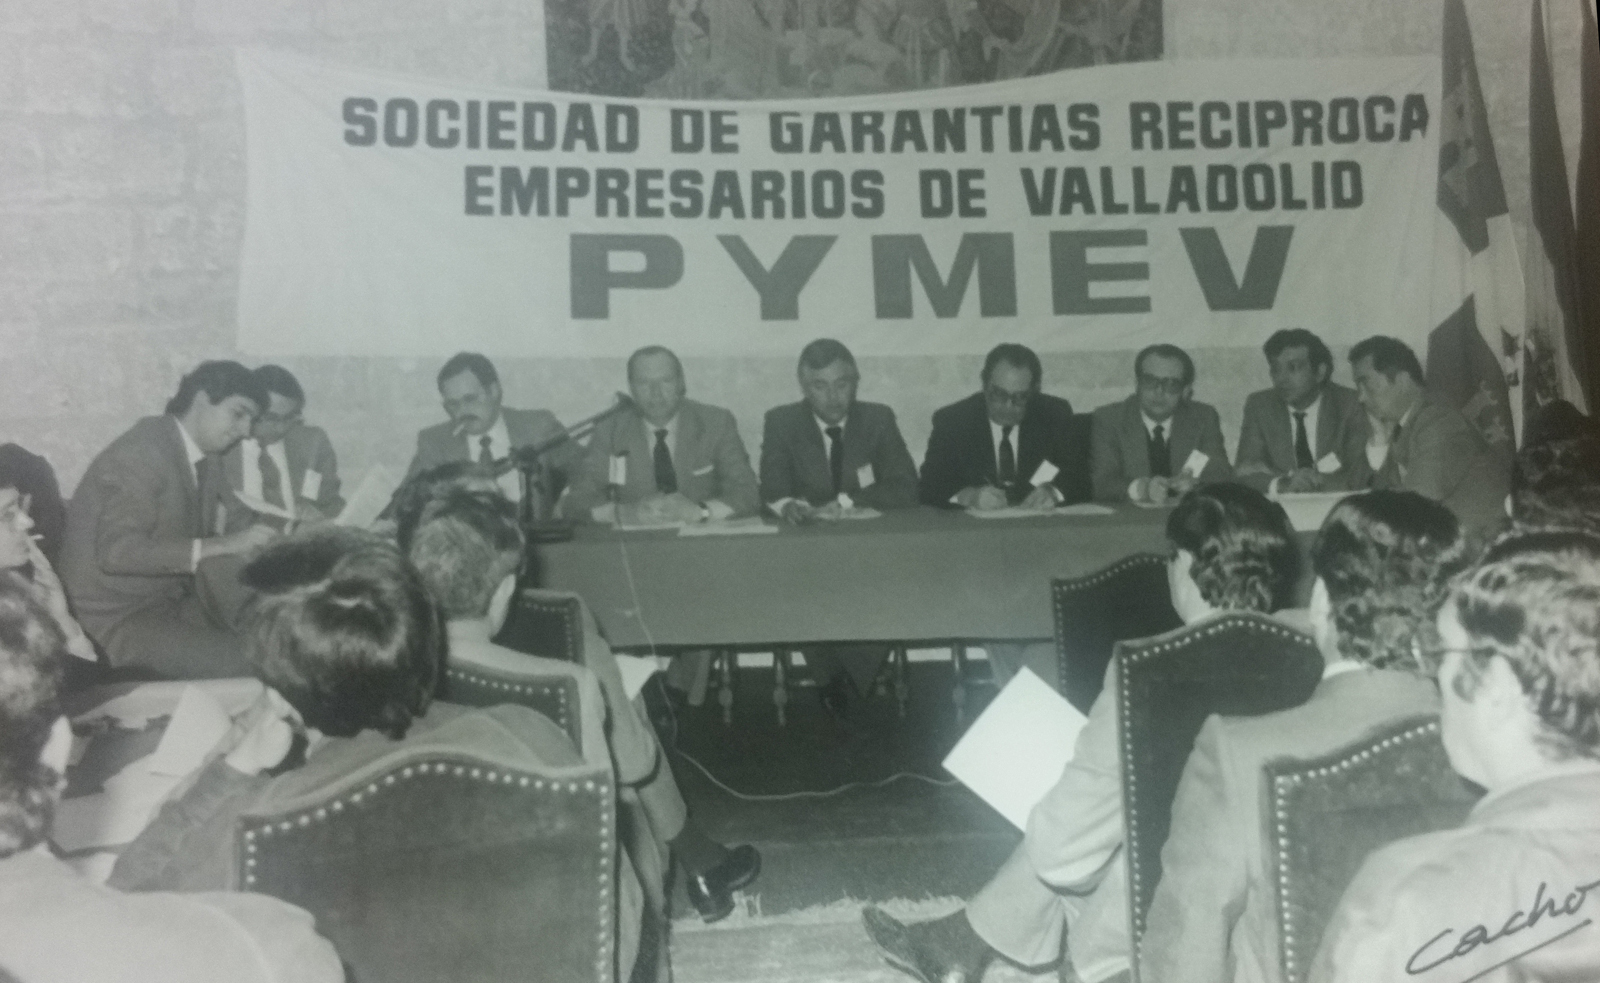 SOCIEDAD DE GARANTIAS RECIPROCA
EMPRESARIOS DE VALLADOLID
PYMEV
Cacho